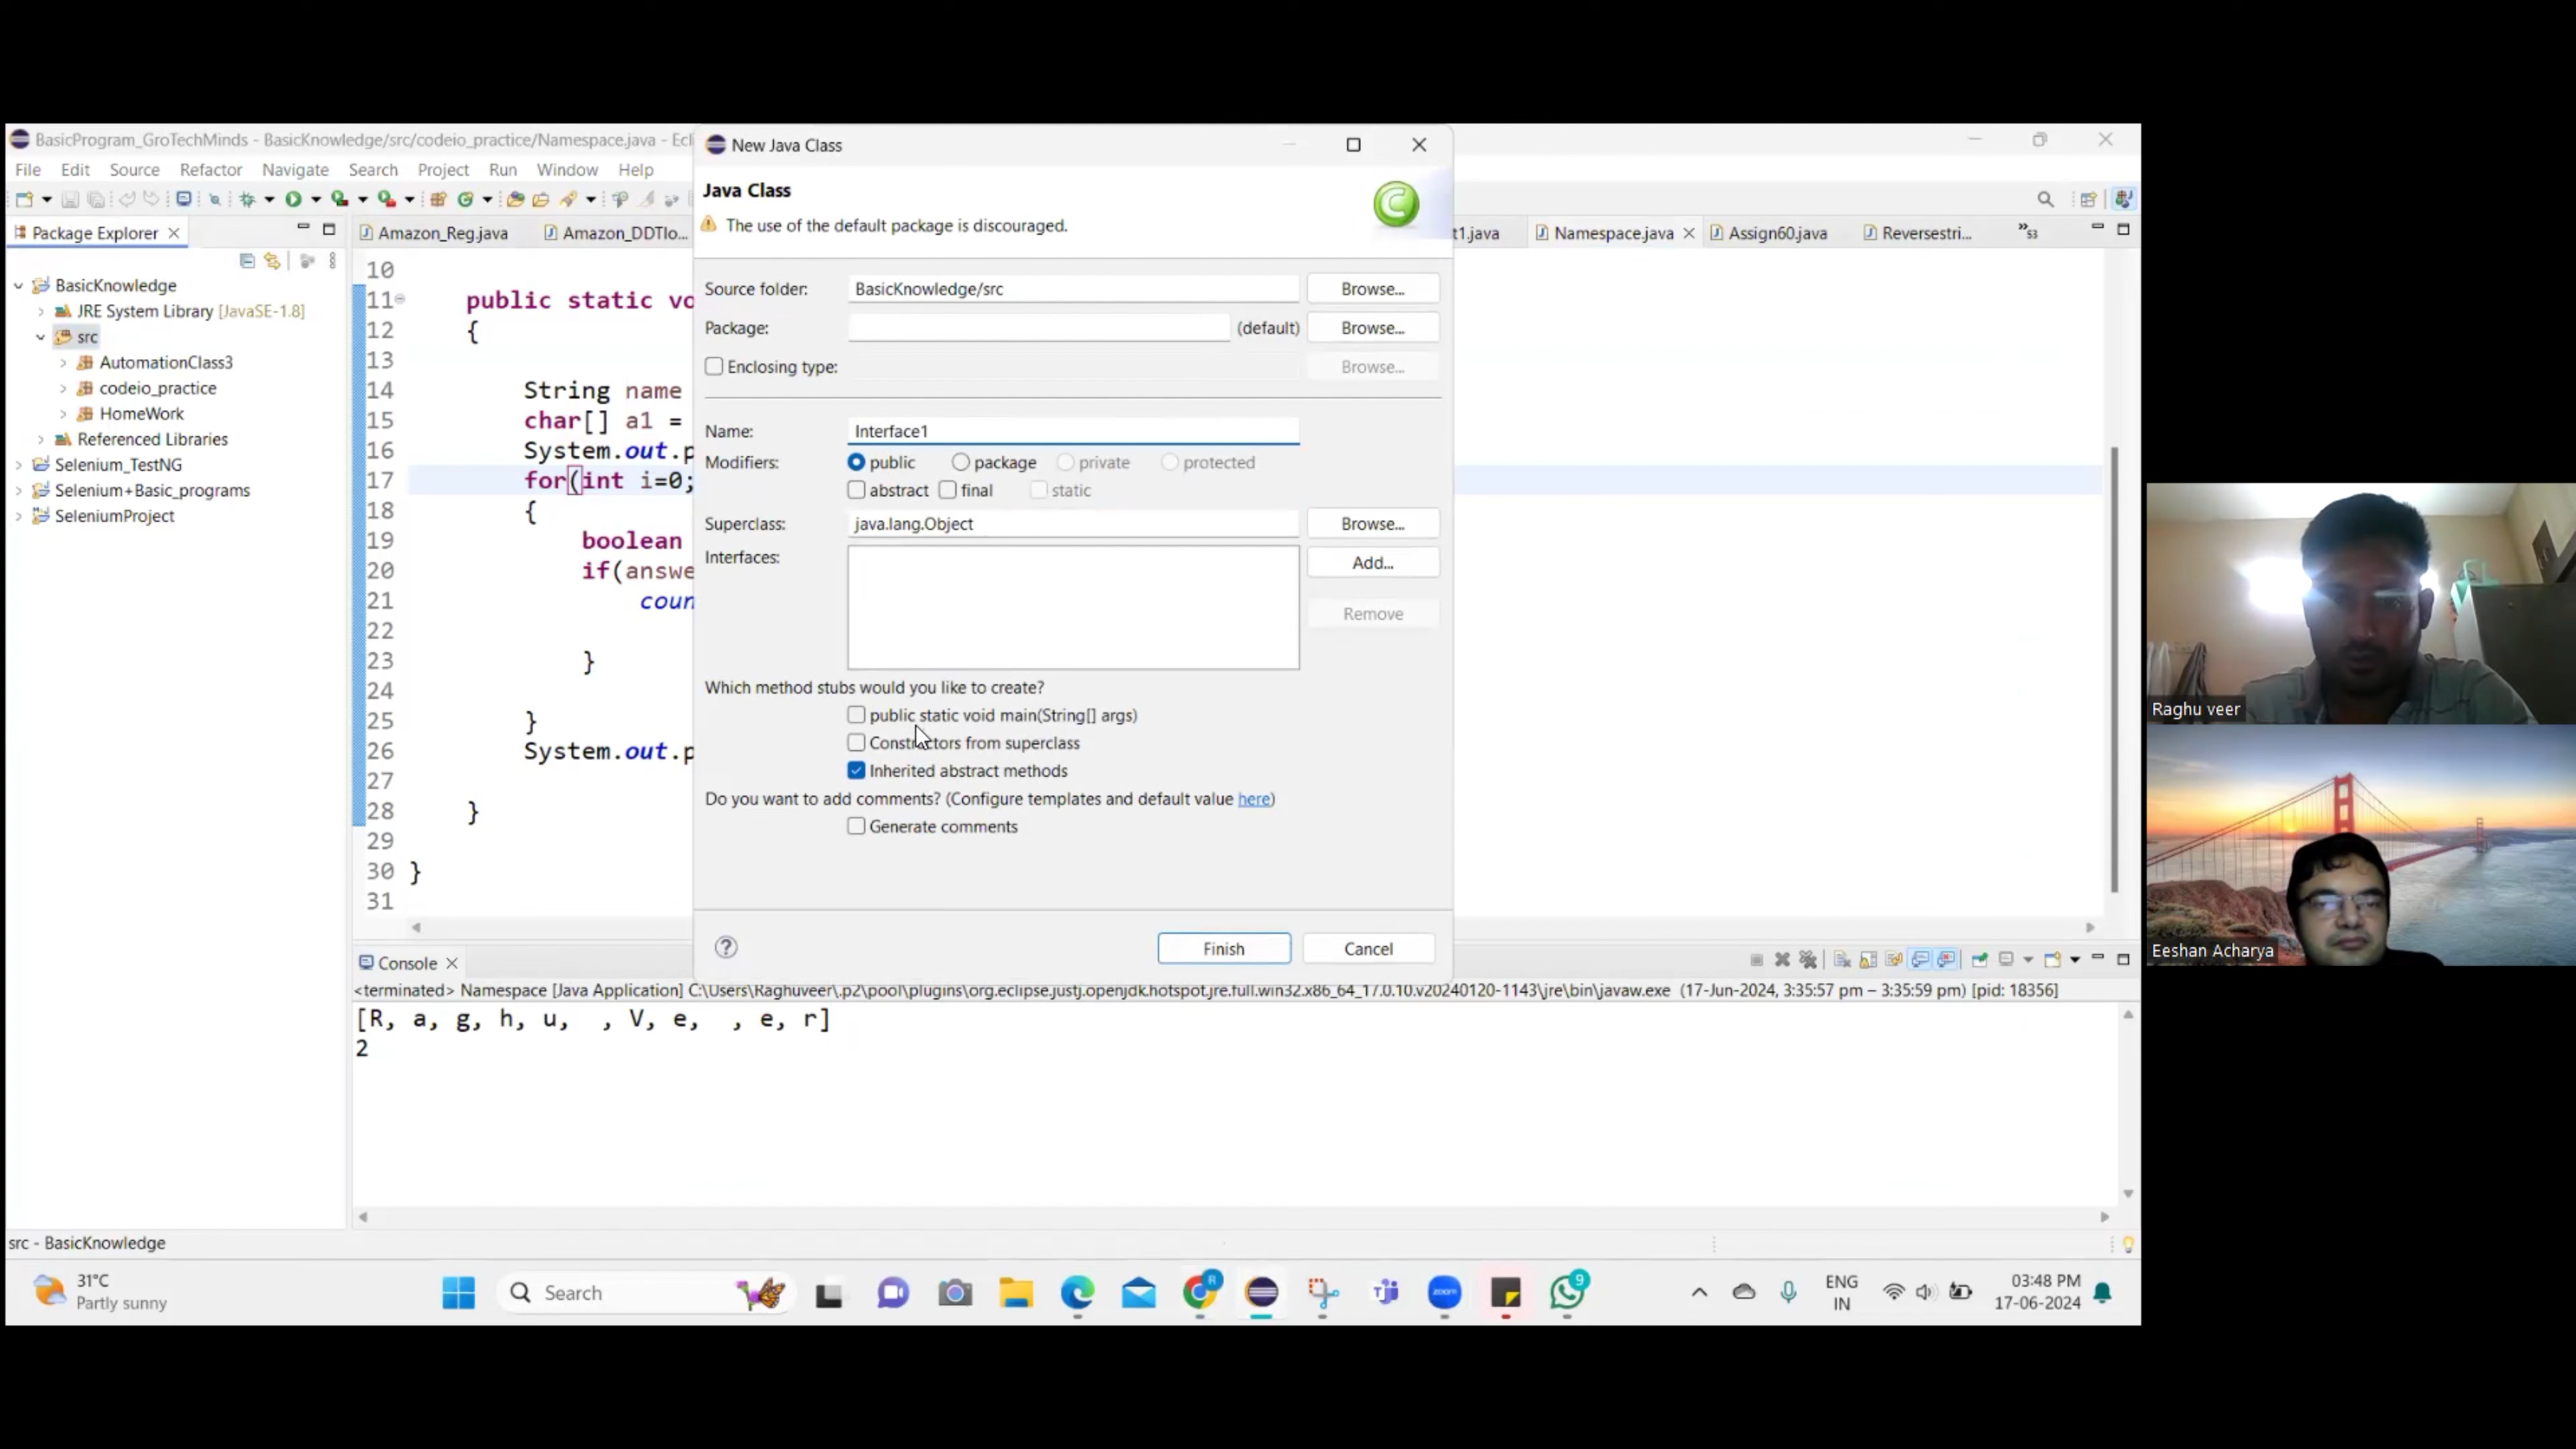 BasicProgram_GroTechMinds - BasicKnowledge/src/codeio_practice/Namespace.java - Ecl
File Edit Source Refactor Navigate Search Project Run Window Help
Package Explorer
BasicKnowledge
JRE System Library [JavaSE-1.8]
src
AutomationClass3
codeio_practice
HomeWork
Referenced Libraries
Selenium_TestNG
Selenium+Basic_programs
SeleniumProject
Amazon_Reg.java Amazon_DDTIo... t1.java Namespace.java Assign60.java Reversestri... 53
10
11 public static vo
12 {
13
14 String name
15 char[] a1 =
16 System.out.p
17 for(int i=0;
18 {
19 boolean
20 if(answe
21 coun
22
23 }
24
25 }
26 System.out.p
27
28 }
29
30 }
31
New Java Class
Java Class
The use of the default package is discouraged.
Source folder: BasicKnowledge/src Browse...
Package: (default) Browse...
Enclosing type: Browse...
Name: Interface1
Modifiers: public package private protected
abstract final static
Superclass: java.lang.Object Browse...
Interfaces: Add...
Remove
Which method stubs would you like to create?
public static void main(String[] args)
Constructors from superclass
Inherited abstract methods
Do you want to add comments? (Configure templates and default value here)
Generate comments
Finish Cancel
Console
<terminated> Namespace [Java Application] C:\Users\Raghuveer\.p2\pool\plugins\org.eclipse.justj.openjdk.hotspot.jre.full.win32.x86_64_17.0.10.v20240120-1143\jre\bin\javaw.exe (17-Jun-2024, 3:35:57 pm – 3:35:59 pm) [pid: 18356]
[R, a, g, h, u,  , V, e,  , e, r]
2
src - BasicKnowledge
31°C
Partly sunny
Search
R
zoom
9
ENG
IN
03:48 PM
17-06-2024
Raghu veer
Eeshan Acharya